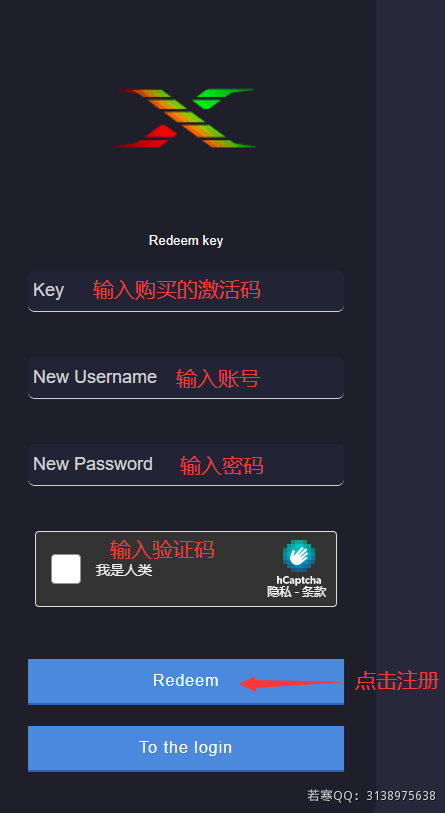 Redeem key
Key 输入购买的激活码
New Username 输入账号
New Password 输入密码
输入验证码
我是人类
hCaptcha
隐私 - 条款
Redeem 点击注册
To the login
若寒QQ：3138975638